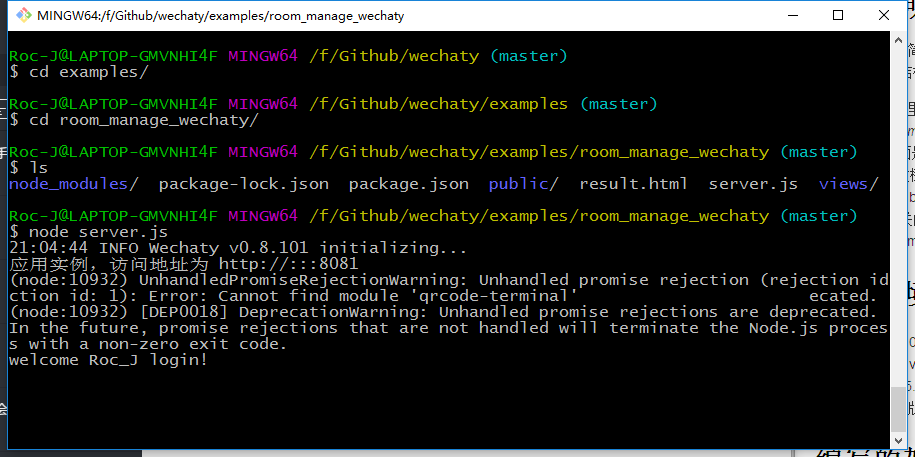 MINGW64:/f/Github/wechaty/examples/room_manage_wechaty
Roc-J@LAPTOP-GMVNHI4F MINGW64 /f/Github/wechaty (master)
$ cd examples/
Roc-J@LAPTOP-GMVNHI4F MINGW64 /f/Github/wechaty/examples (master)
$ cd room_manage_wechaty/
Roc-J@LAPTOP-GMVNHI4F MINGW64 /f/Github/wechaty/examples/room_manage_wechaty (master)
$ ls
node_modules/ package-lock.json package.json public/ result.html server.js views/
Roc-J@LAPTOP-GMVNHI4F MINGW64 /f/Github/wechaty/examples/room_manage_wechaty (master)
$ node server.js
21:04:44 INFO Wechaty v0.8.101 initializing...
应用实例，访问地址为 http://:::8081
(node:10932) UnhandledPromiseRejectionWarning: Unhandled promise rejection (rejection id
ction id: 1): Error: Cannot find module 'qrcode-terminal' ecated.
(node:10932) [DEP0018] DeprecationWarning: Unhandled promise rejections are deprecated.
In the future, promise rejections that are not handled will terminate the Node.js proces
s with a non-zero exit code.
welcome Roc_J login!